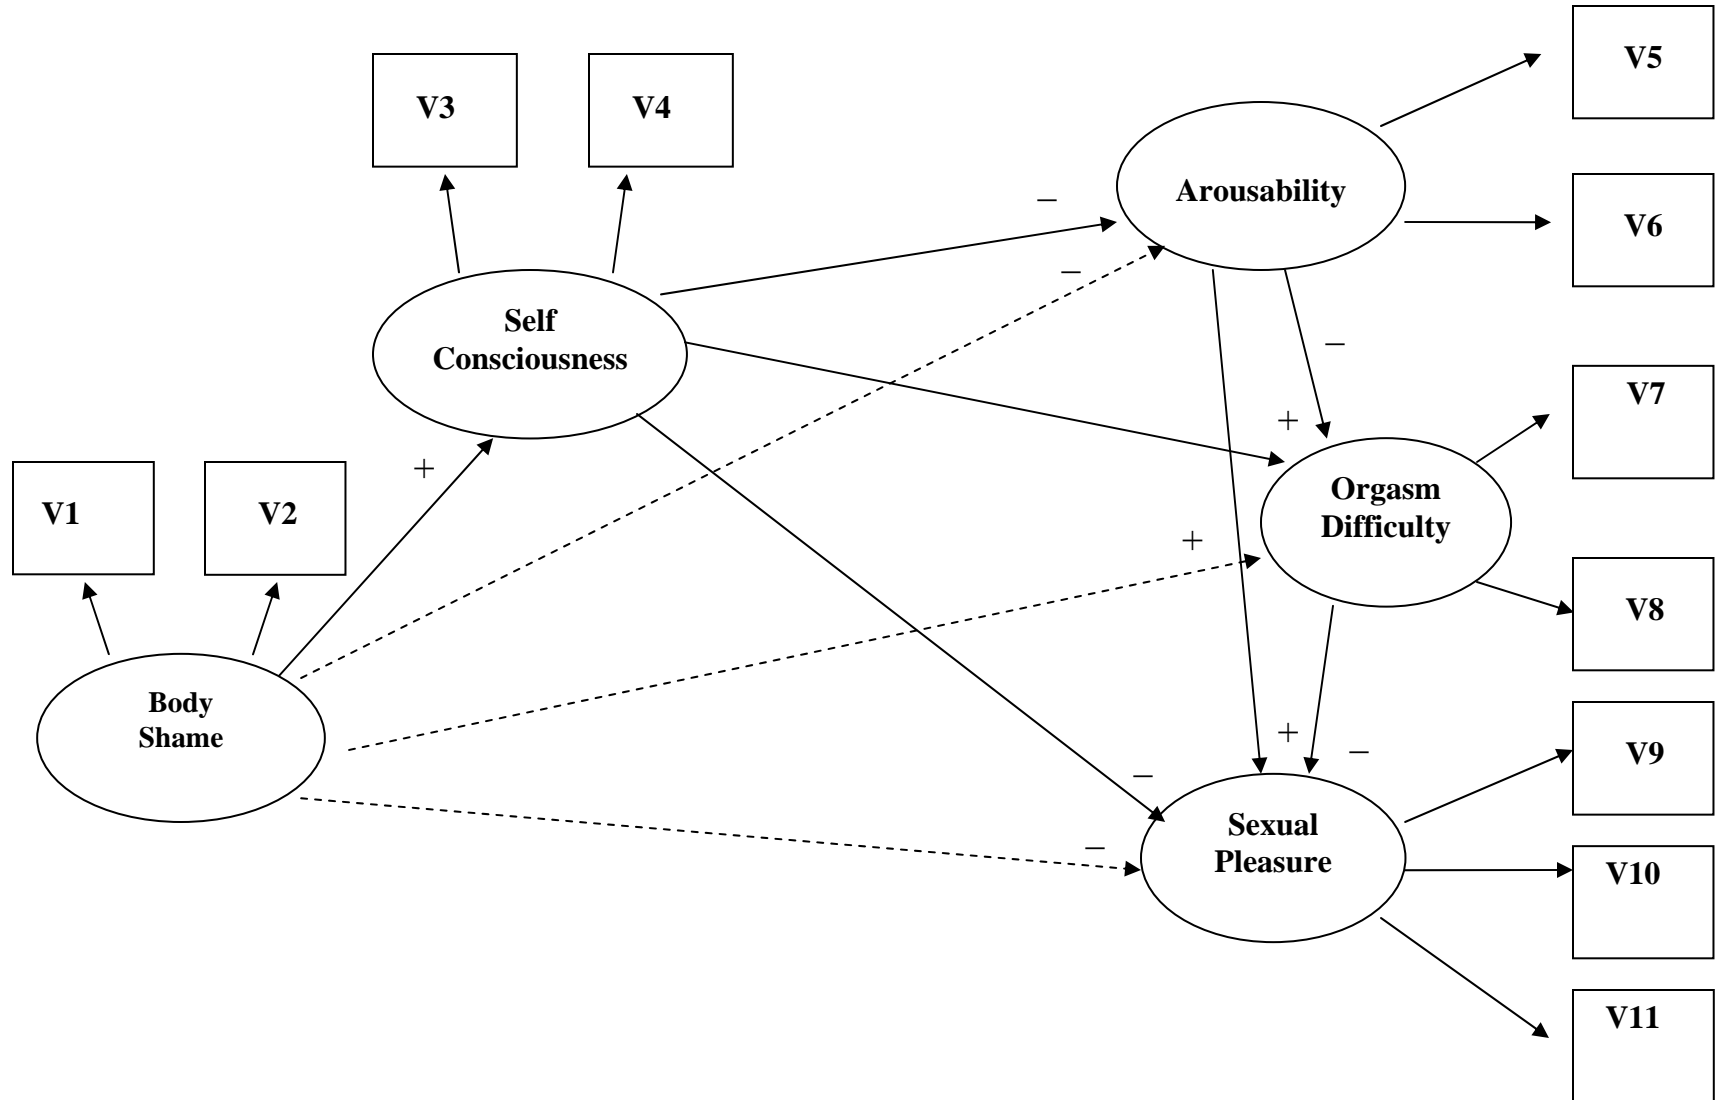 V5
V3
V4
Arousability
V6
–
–
Self
Consciousness
–
V7
+
+
Orgasm
Difficulty
V1
V2
+
V8
Body
Shame
+
–
V9
–
Sexual
Pleasure
–
V10
V11